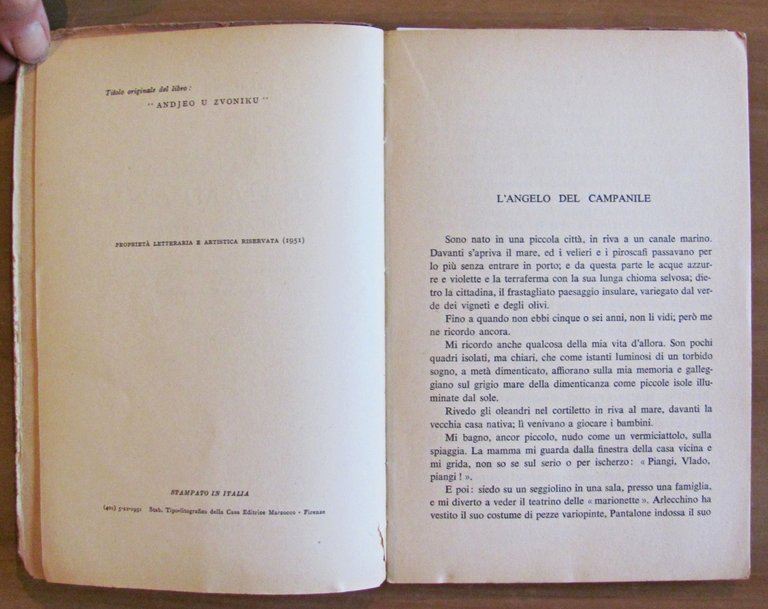 Titolo originale del libro:
"ANDJEO U ZVONIKU"
PROPRIETÀ LETTERARIA E ARTISTICA RISERVATA (1951)
STAMPATO IN ITALIA
(401) 5-12-1951 Stab. Tipo-litografico della Casa Editrice Marzocco - Firenze
L'ANGELO DEL CAMPANILE
Sono nato in una piccola città, in riva a un canale marino.
Davanti s'apriva il mare, ed i velieri e i piroscafi passavano per
lo più senza entrare in porto; e da questa parte le acque azzur-
re e violette e la terraferma con la sua lunga chioma selvosa; die-
tro la cittadina, il frastagliato paesaggio insulare, variegato dal ver-
de dei vigneti e degli olivi.
Fino a quando non ebbi cinque o sei anni, non li vidi; però me
ne ricordo ancora.
Mi ricordo anche qualcosa della mia vita d'allora. Son pochi
quadri isolati, ma chiari, che come istanti luminosi di un torbido
sogno, a metà dimenticato, affiorano sulla mia memoria e galleg-
giano sul grigio mare della dimenticanza come piccole isole illu-
minate dal sole.
Rivedo gli oleandri nel cortiletto in riva al mare, davanti la
vecchia casa nativa; lì venivano a giocare i bambini.
Mi bagno, ancor piccolo, nudo come un vermiciattolo, sulla
spiaggia. La mamma mi guarda dalla finestra della casa vicina e
mi grida, non so se sul serio o per ischerzo: « Piangi, Vlado,
piangi! ».
E poi: siedo su un seggiolino in una sala, presso una famiglia,
e mi diverto a veder il teatrino delle « marionette ». Arlecchino ha
vestito il suo costume di pezze variopinte, Pantalone indossa il suo